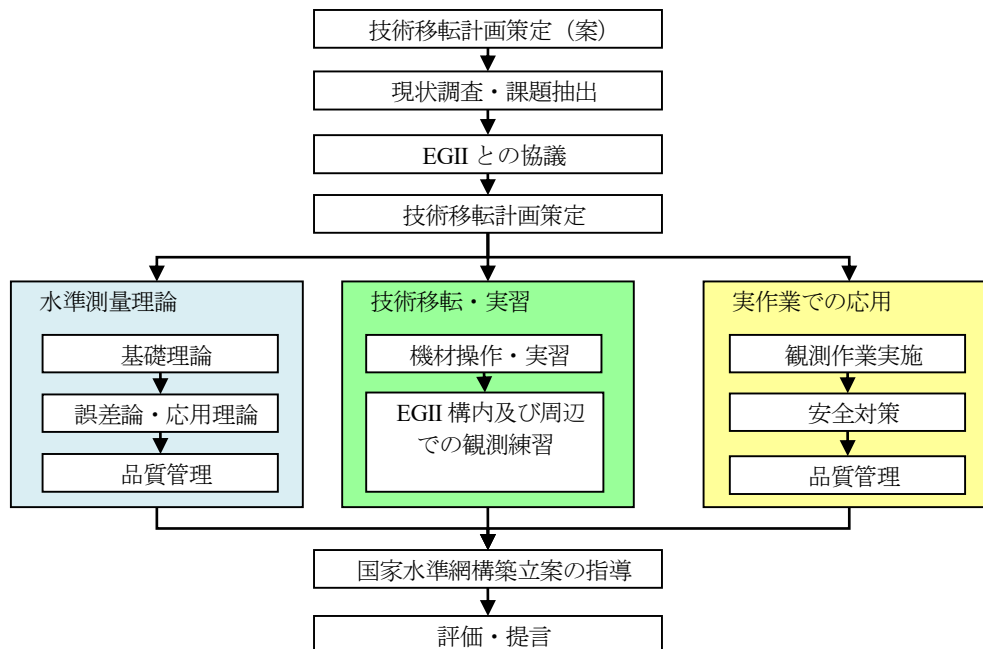 技術移転計画策定（案）
現状調査・課題抽出
EGII との協議
技術移転計画策定
水準測量理論
基礎理論
誤差論・応用理論
品質管理
技術移転・実習
機材操作・実習
EGII 構内及び周辺
での観測練習
実作業での応用
観測作業実施
安全対策
品質管理
国家水準網構築立案の指導
評価・提言